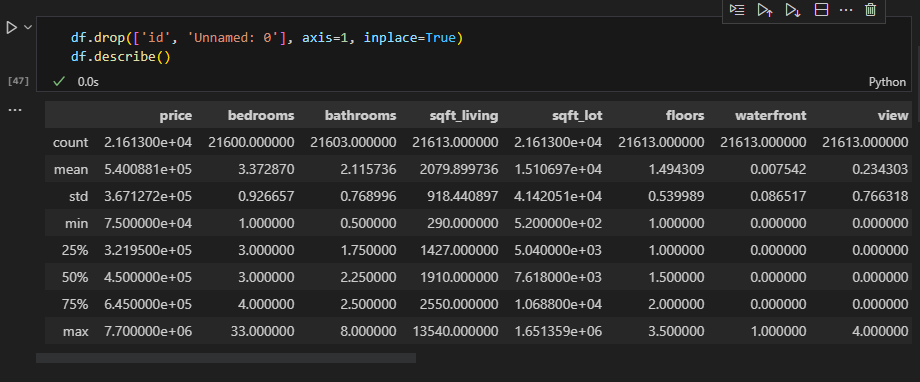 df.drop(['id', 'Unnamed: 0'], axis=1, inplace=True)
df.describe()
[47] 0.0s Python
...
price bedrooms bathrooms sqft_living sqft_lot floors waterfront view
count 2.161300e+04 21600.000000 21603.000000 21613.000000 2.161300e+04 21613.000000 21613.000000 21613.000000
mean 5.400881e+05 3.372870 2.115736 2079.899736 1.510697e+04 1.494309 0.007542 0.234303
std 3.671272e+05 0.926657 0.768996 918.440897 4.142051e+04 0.539989 0.086517 0.766318
min 7.500000e+04 1.000000 0.500000 290.000000 5.200000e+02 1.000000 0.000000 0.000000
25% 3.219500e+05 3.000000 1.750000 1427.000000 5.040000e+03 1.000000 0.000000 0.000000
50% 4.500000e+05 3.000000 2.250000 1910.000000 7.618000e+03 1.500000 0.000000 0.000000
75% 6.450000e+05 4.000000 2.500000 2550.000000 1.068800e+04 2.000000 0.000000 0.000000
max 7.700000e+06 33.000000 8.000000 13540.000000 1.651359e+06 3.500000 1.000000 4.000000